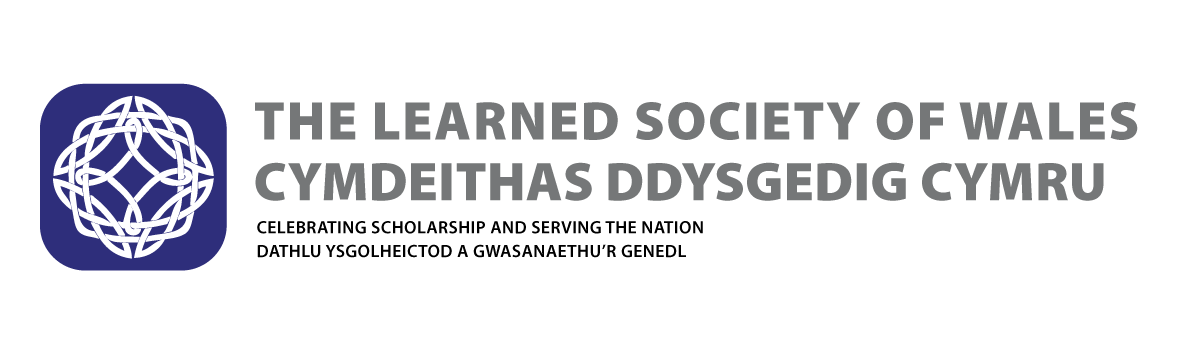 THE LEARNED SOCIETY OF WALES
CYMDEITHAS DDYSGEDIG CYMRU
CELEBRATING SCHOLARSHIP AND SERVING THE NATION
DATHLU YSGOLHEICTOD A GWASANAETHU’R GENEDL